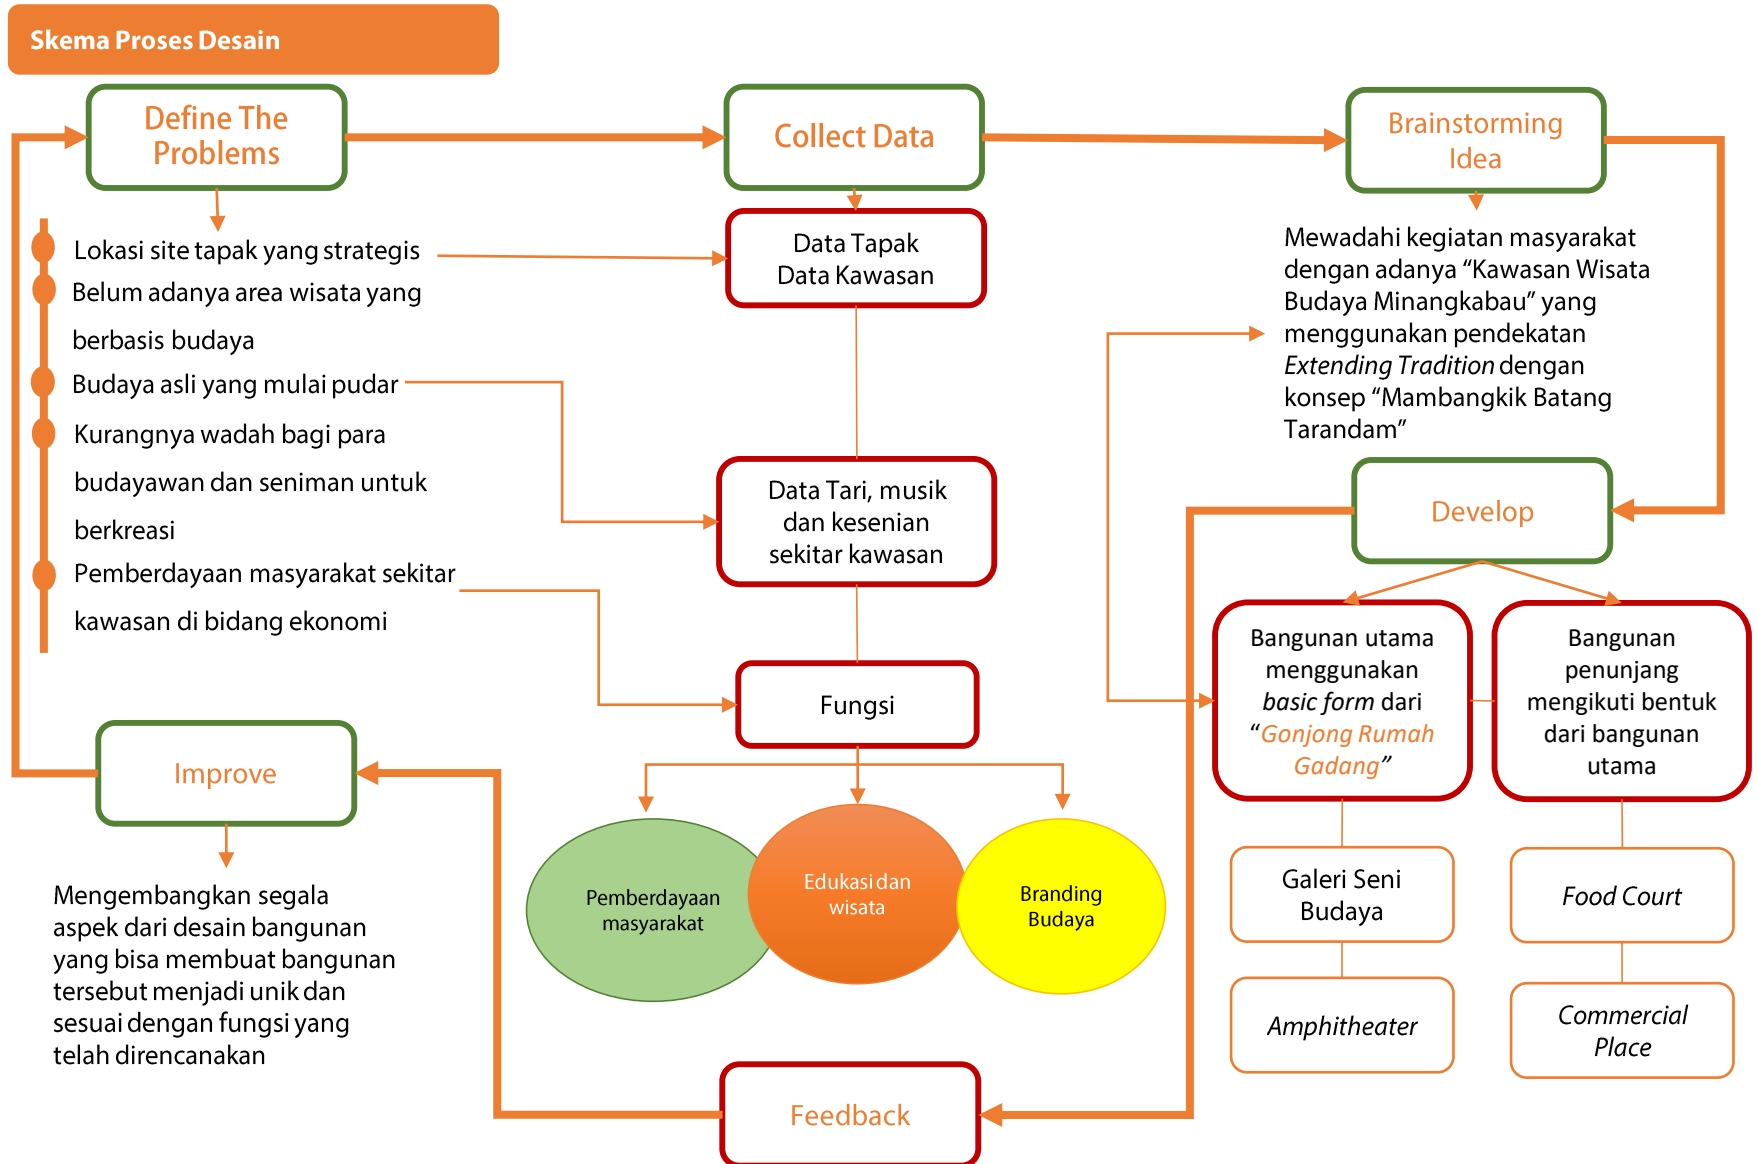 Skema Proses Desain
Define The
Problems
Collect Data
Brainstorming
Idea
Lokasi site tapak yang strategis
Belum adanya area wisata yang
berbasis budaya
Budaya asli yang mulai pudar
Kurangnya wadah bagi para
budayawan dan seniman untuk
berkreasi
Pemberdayaan masyarakat sekitar
kawasan di bidang ekonomi
Data Tapak
Data Kawasan
Data Tari, musik
dan kesenian
sekitar kawasan
Fungsi
Pemberdayaan
masyarakat
Edukasi dan
wisata
Branding
Budaya
Mewadahi kegiatan masyarakat
dengan adanya “Kawasan Wisata
Budaya Minangkabau” yang
menggunakan pendekatan
Extending Tradition dengan
konsep “Mambangkik Batang
Tarandam”
Develop
Bangunan utama
menggunakan
basic form dari
“Gonjong Rumah
Gadang”
Bangunan
penunjang
mengikuti bentuk
dari bangunan
utama
Galeri Seni
Budaya
Amphitheater
Food Court
Commercial
Place
Feedback
Improve
Mengembangkan segala
aspek dari desain bangunan
yang bisa membuat bangunan
tersebut menjadi unik dan
sesuai dengan fungsi yang
telah direncanakan